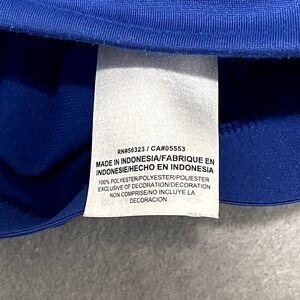 RN#56323 / CA#05553
MADE IN INDONESIA/FABRIQUE EN
INDONESIE/HECHO EN INDONESIA
100% POLYESTER/POLYESTER/POLIESTER
EXCLUSIVE OF DECORATION/DECORATION
NON COMPRISE/NO INCLUYE LA
DECORACION